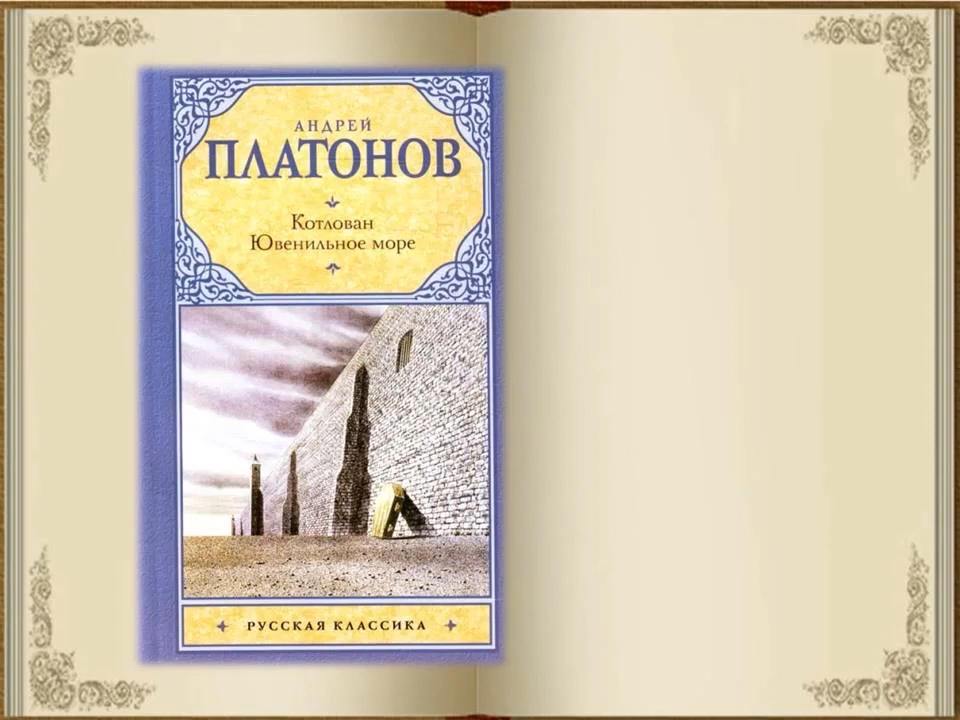 АНДРЕЙ
ПЛАТОНОВ
Котлован
Ювенильное море
РУССКАЯ КЛАССИКА